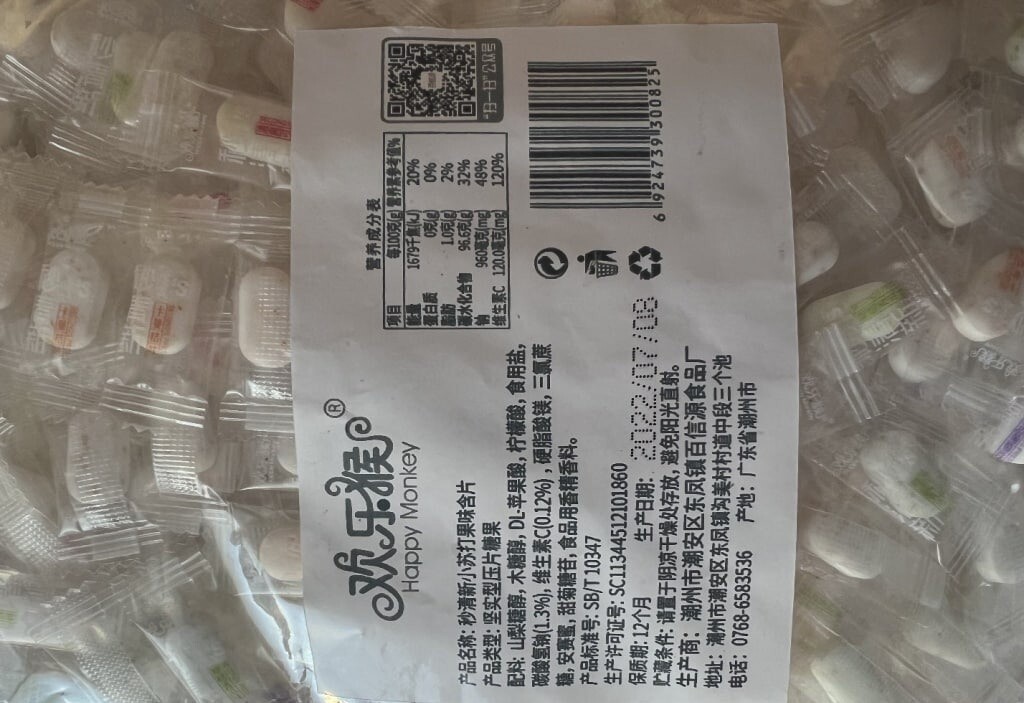 欢乐猴®
Happy Monkey
产品名称: 秒清新小苏打果味含片
产品类型: 坚实型压片糖果
配料: 山梨糖醇, 木糖醇, DL-苹果酸, 柠檬酸, 食用盐,
碳酸氢钠(1.3%), 维生素C(0.12%), 硬脂酸镁, 三氯蔗
糖, 安赛蜜, 甜菊糖苷, 食品用香精香料。
产品标准号: SB/T 10347
生产许可证号: SC11344512101860
保质期: 12个月 生产日期: 2022/07/08
贮藏条件: 请置于阴凉干燥处存放, 避免阳光直射。
生产商: 潮州市潮安区东凤镇百信源食品厂
地址: 潮州市潮安区东凤镇沟美村村道中段三个池
电话: 0768-6583536 产地: 广东省潮州市
营养成分表
项目 每100克(g) 营养素参考值%
能量 1679千焦(KJ) 20%
蛋白质 0克(g) 0%
脂肪 1.0克(g) 2%
碳水化合物 96.6克(g) 32%
钠 960毫克(mg) 48%
维生素C 120.0毫克(mg) 120%
"扫一扫"公众号
6 924739 130825